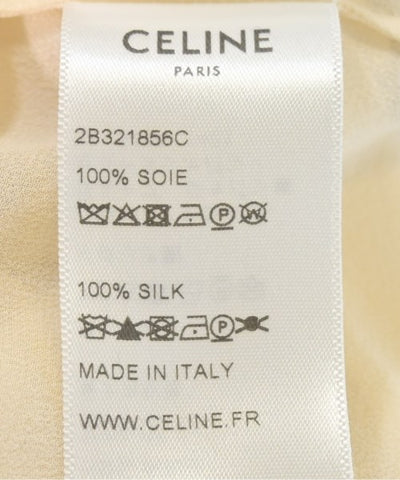 CELINE
PARIS
2B321856C
100% SOIE
P W
100% SILK
P
MADE IN ITALY
WWW.CELINE.FR